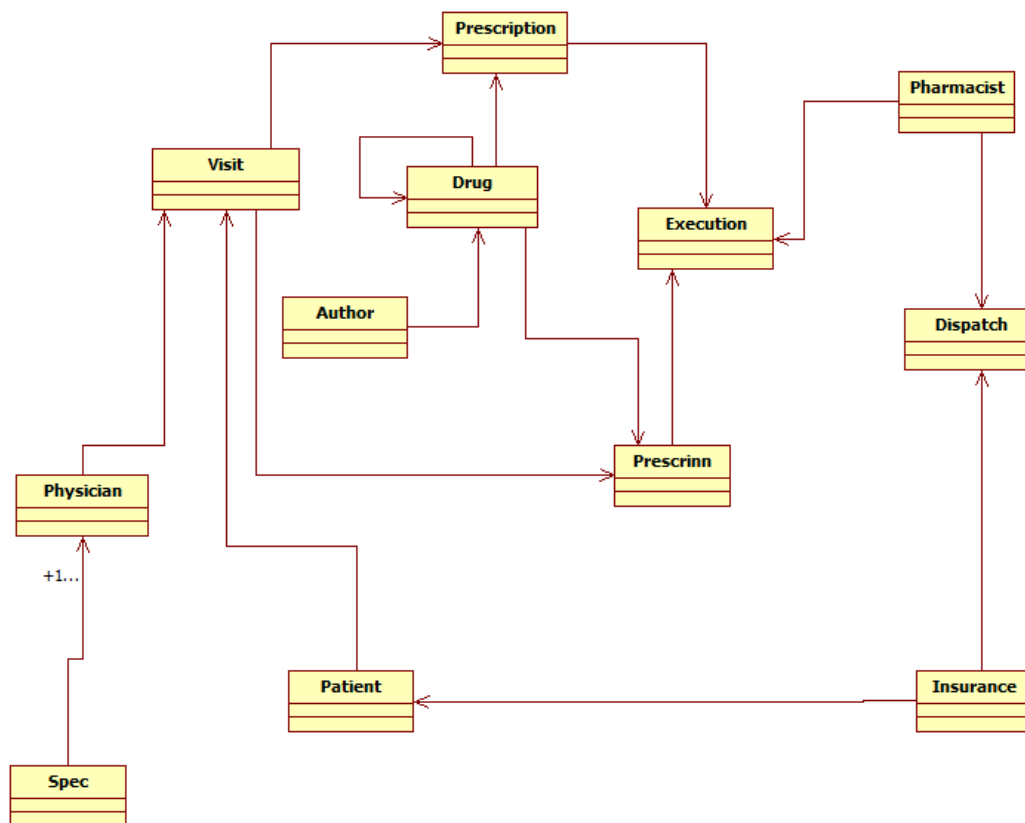 Prescription
Pharmacist
Visit
Drug
Execution
Author
Dispatch
Prescrinn
Physician
+1...
Patient
Insurance
Spec